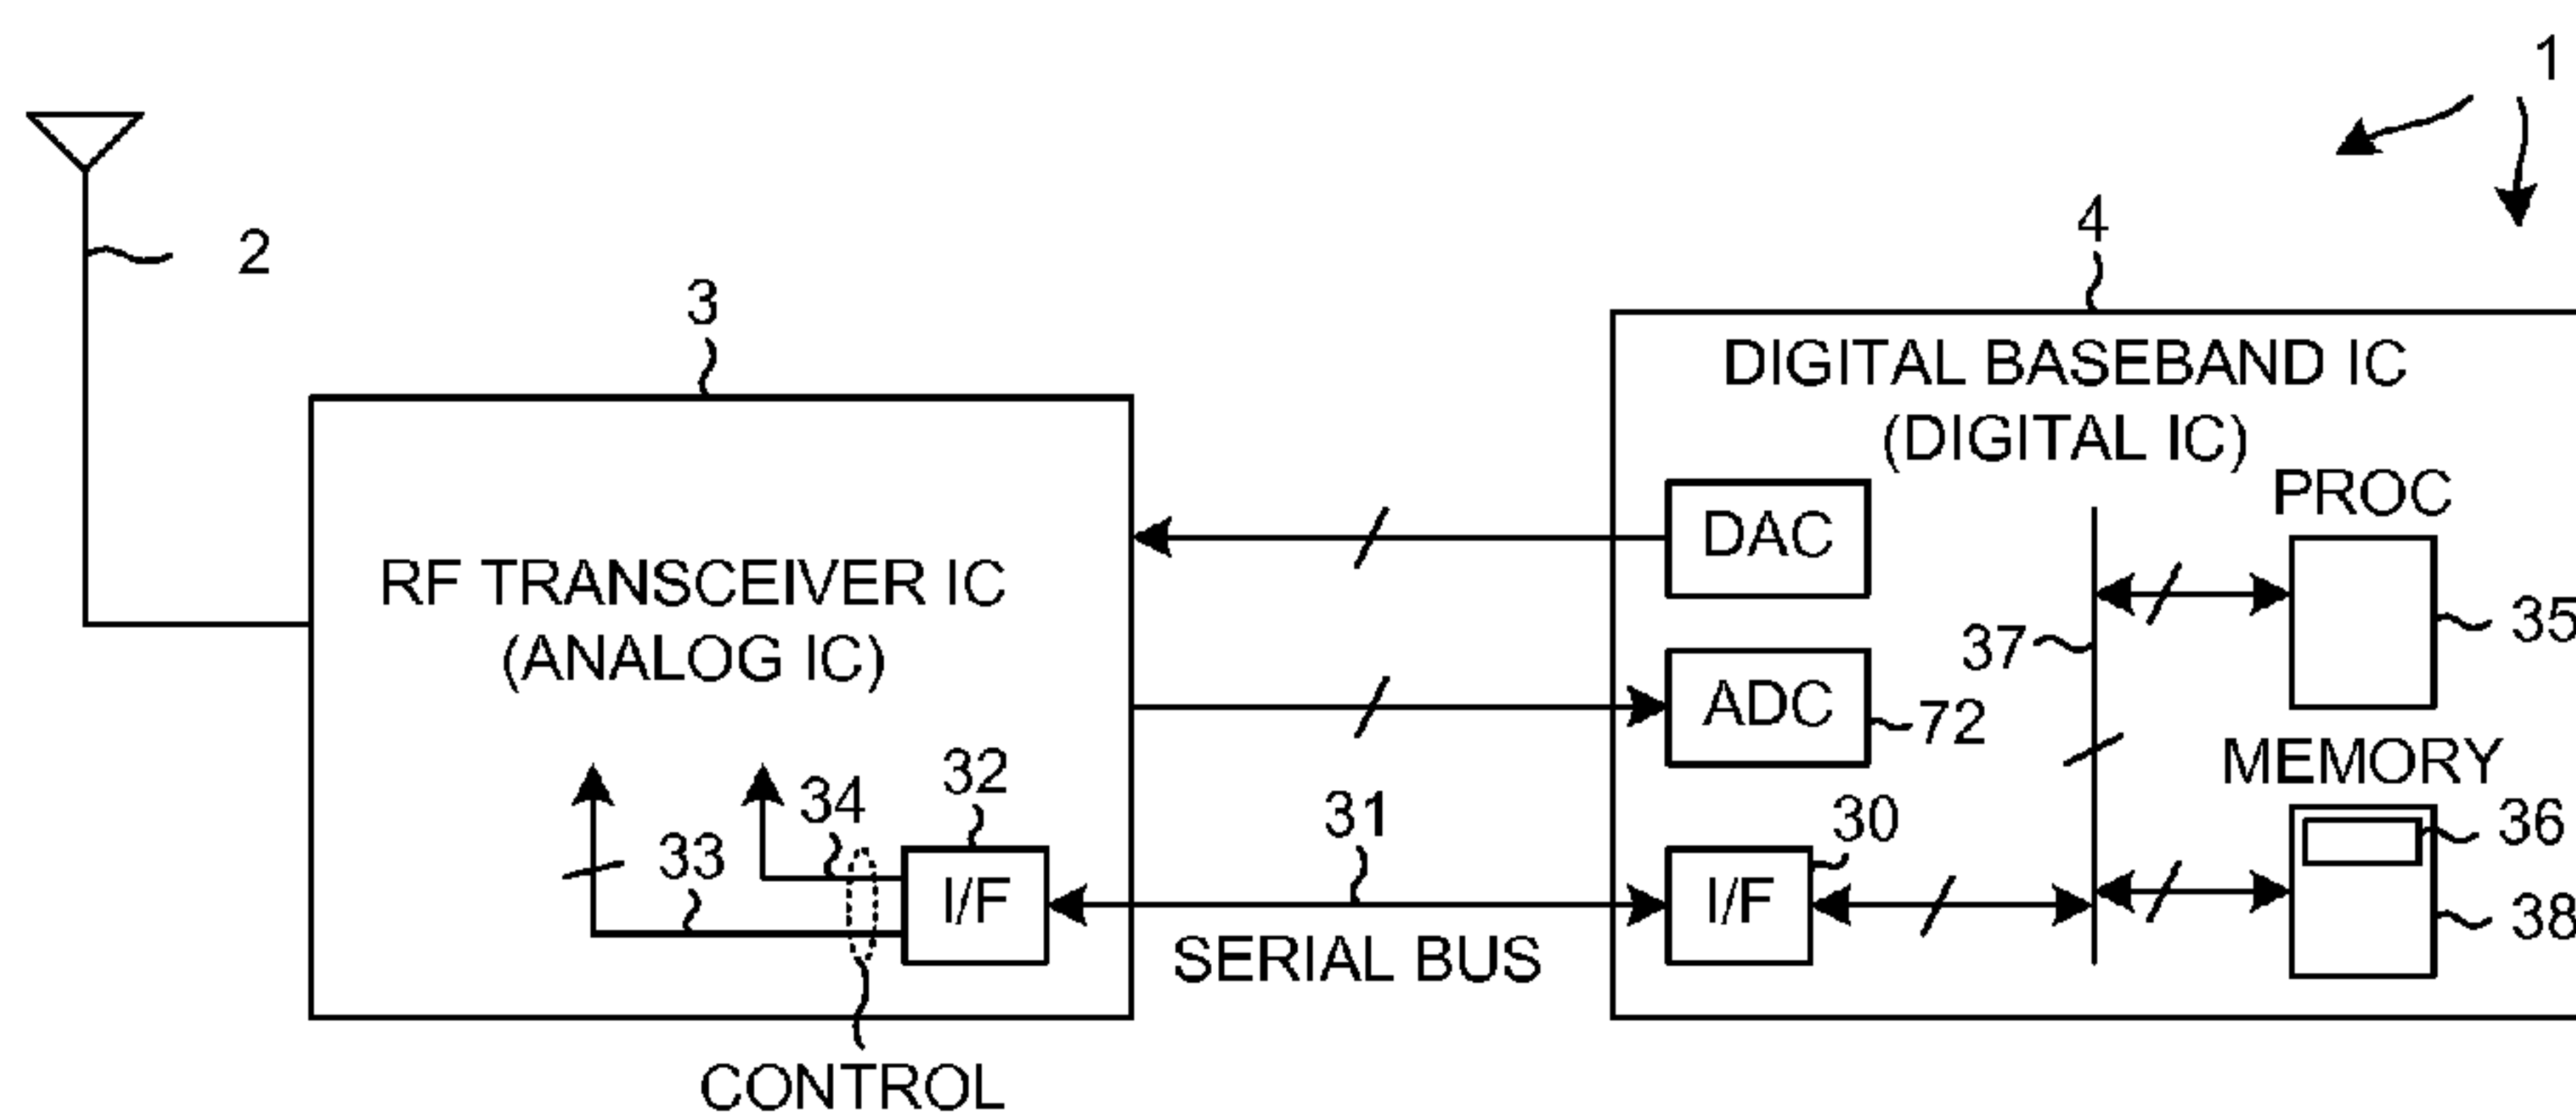 1
2
3
4
DIGITAL BASEBAND IC
(DIGITAL IC)
RF TRANSCEIVER IC
(ANALOG IC)
DAC
PROC
35
37
ADC
72
MEMORY
36
38
32
34
33
I/F
31
SERIAL BUS
30
I/F
CONTROL